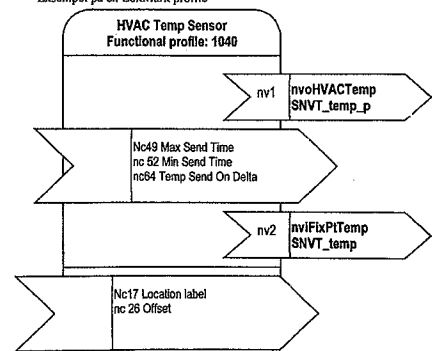 HVAC Temp Sensor
Functional profile: 1040
nv1
nvoHVACTemp
SNVT_temp_p
Nc49 Max Send Time
nc 52 Min Send Time
nc64 Temp Send On Delta
nv2
nviFixPtTemp
SNVT_temp
Nc17 Location label
nc 26 Offset